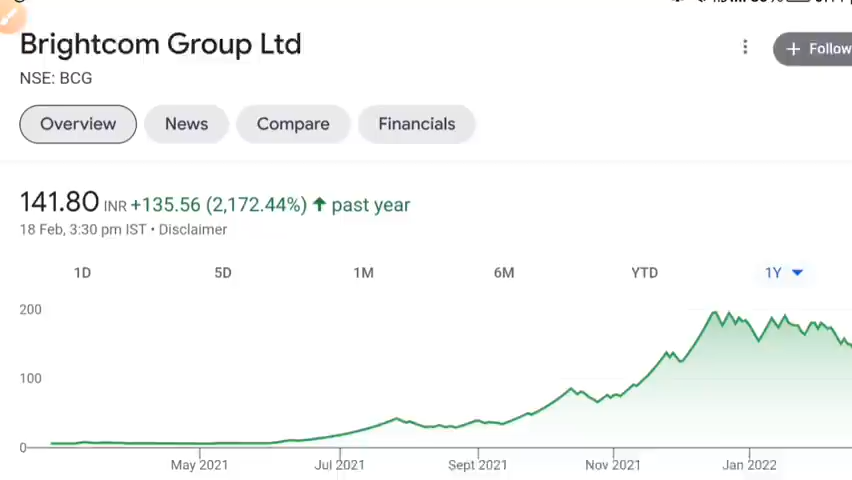 Brightcom Group Ltd
+ Follow
NSE: BCG
Overview News Compare Financials
141.80 INR +135.56 (2,172.44%) ↑ past year
18 Feb, 3:30 pm IST • Disclaimer
1D 5D 1M 6M YTD 1Y
200
100
0
May 2021 Jul 2021 Sept 2021 Nov 2021 Jan 2022